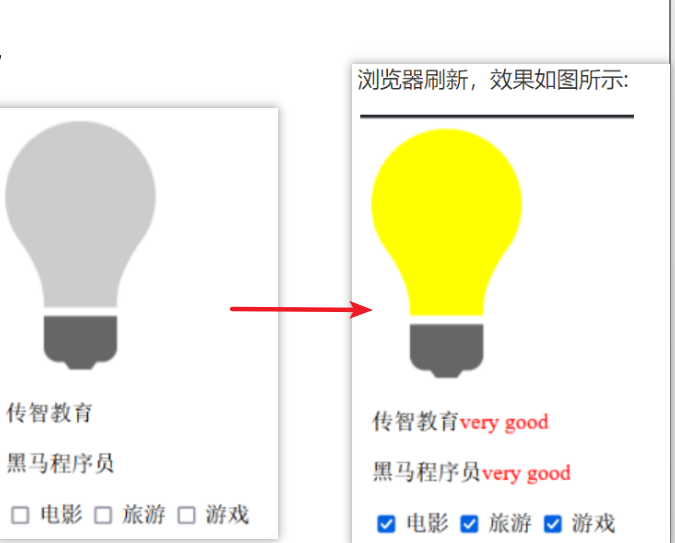 浏览器刷新，效果如图所示:
传智教育
黑马程序员
电影 旅游 游戏
传智教育very good
黑马程序员very good
电影 旅游 游戏